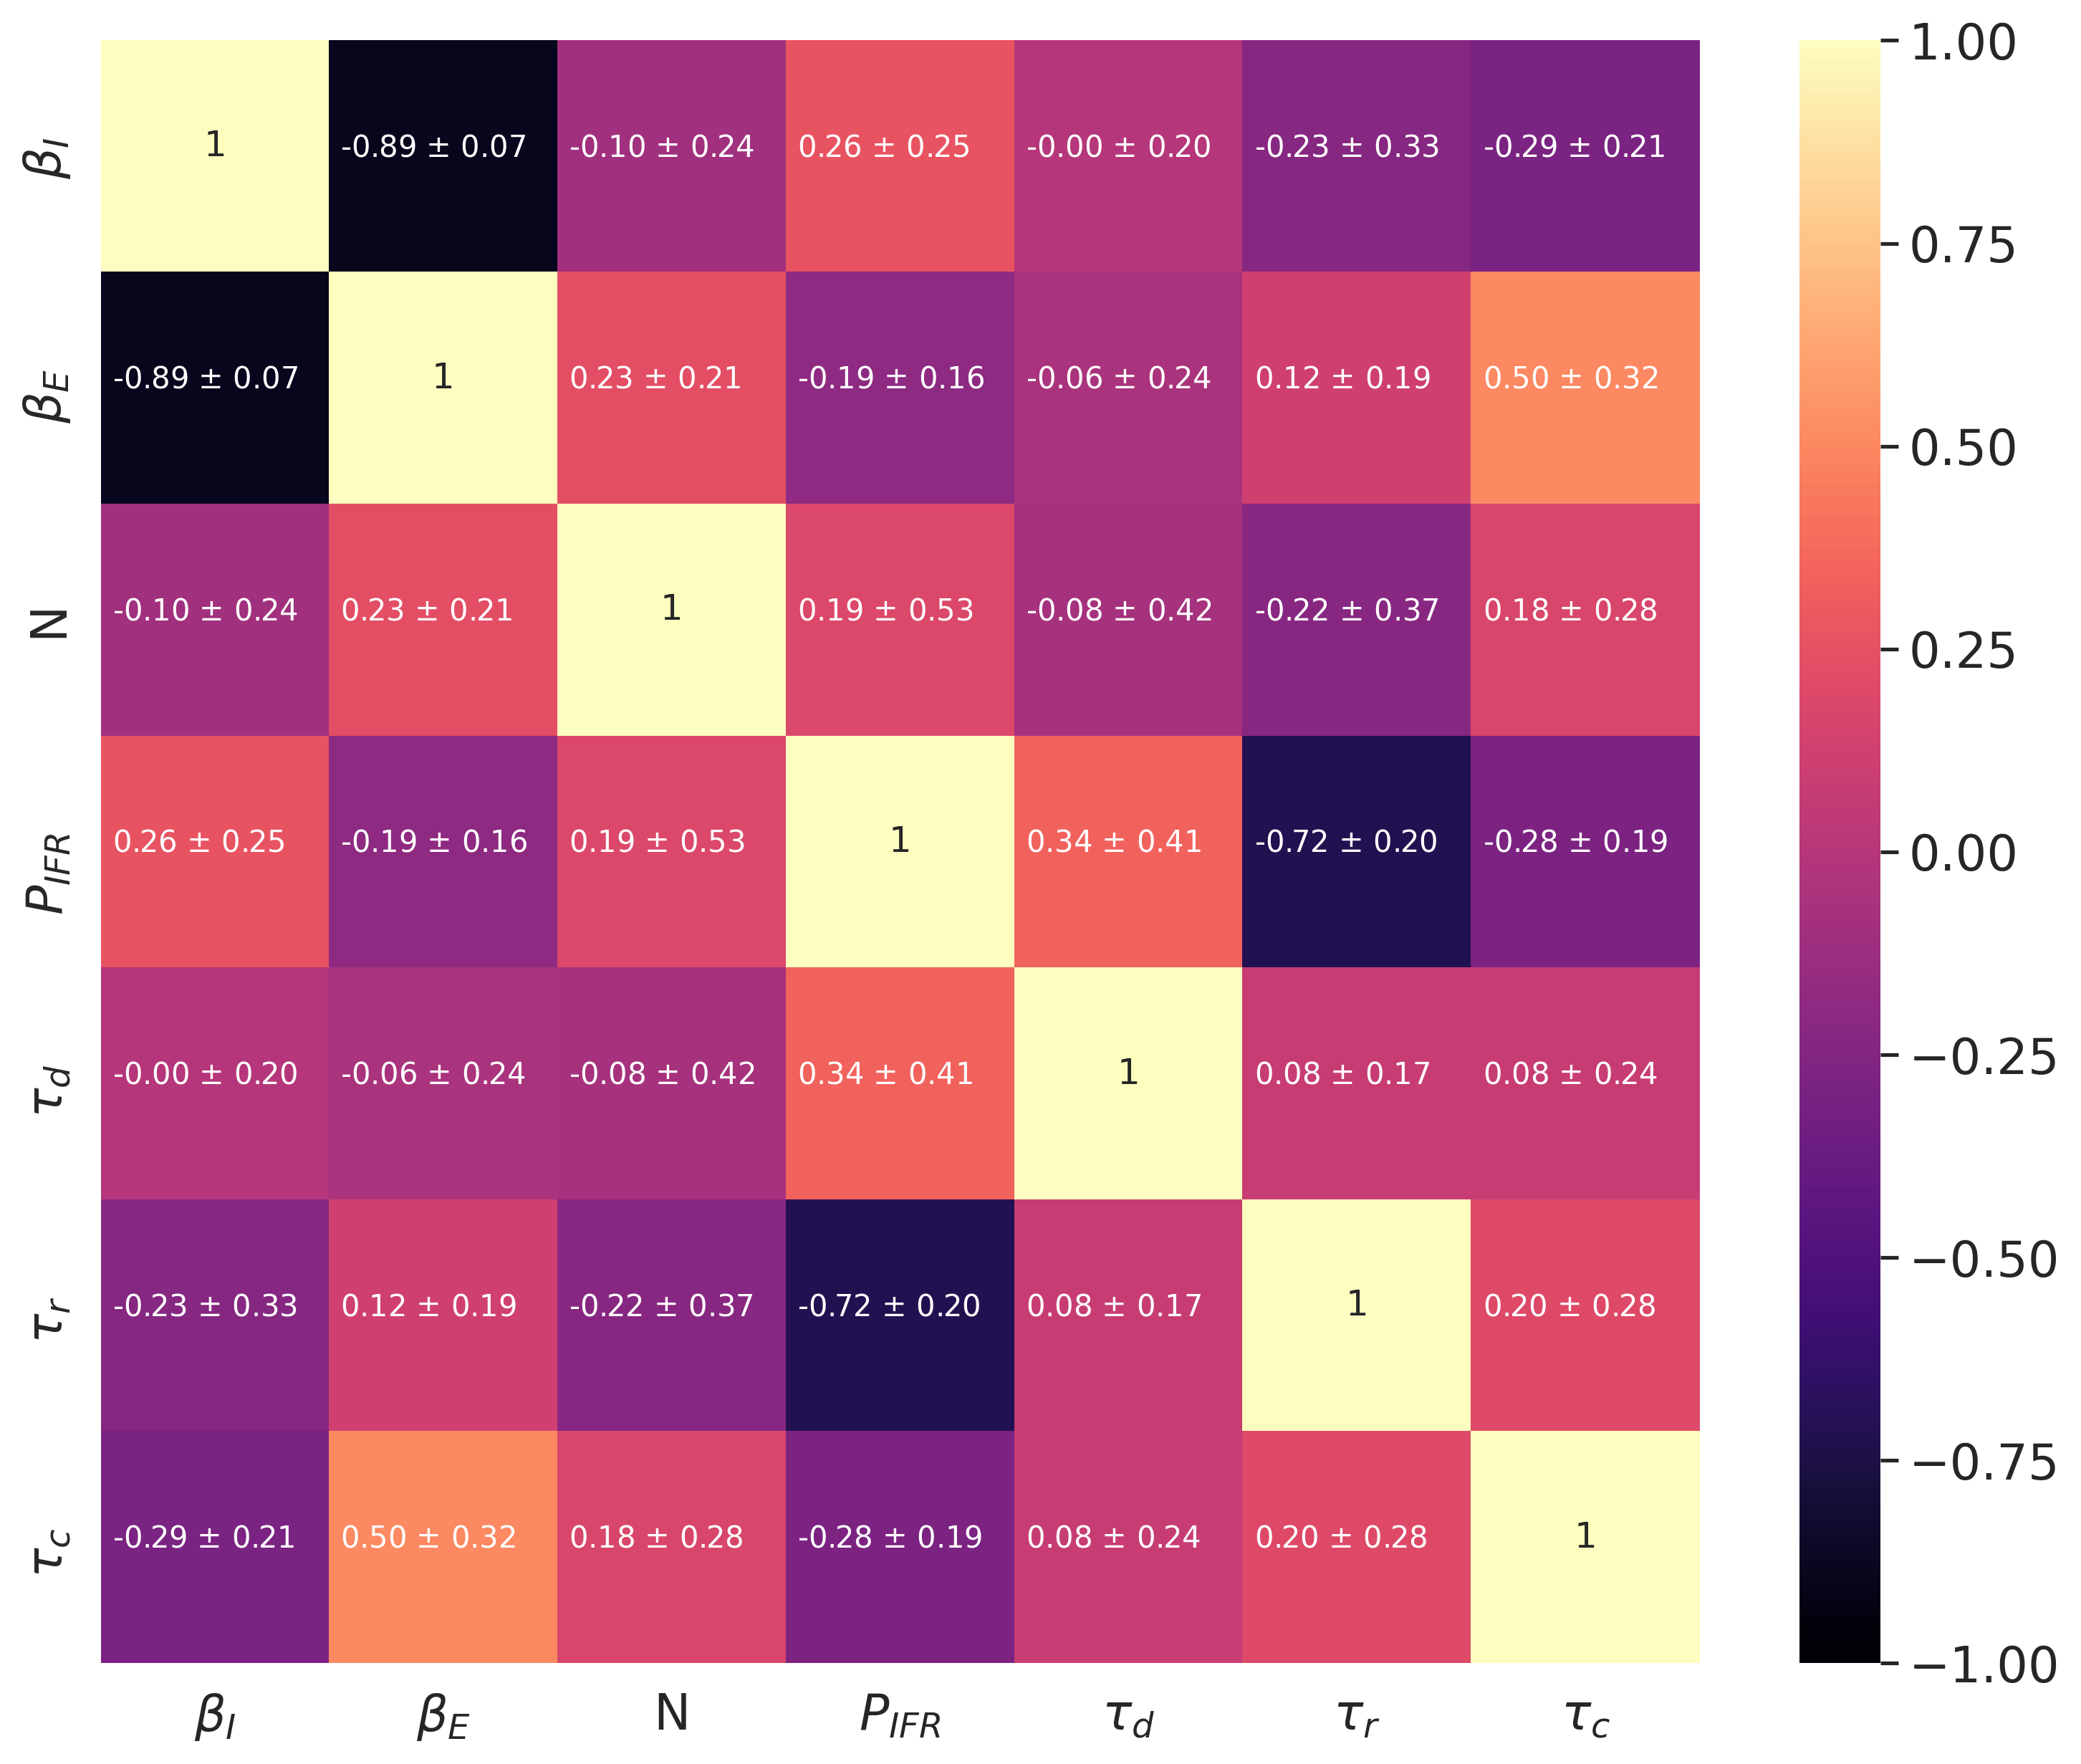 β_I 1 -0.89 ± 0.07 -0.10 ± 0.24 0.26 ± 0.25 -0.00 ± 0.20 -0.23 ± 0.33 -0.29 ± 0.21
β_E -0.89 ± 0.07 1 0.23 ± 0.21 -0.19 ± 0.16 -0.06 ± 0.24 0.12 ± 0.19 0.50 ± 0.32
N -0.10 ± 0.24 0.23 ± 0.21 1 0.19 ± 0.53 -0.08 ± 0.42 -0.22 ± 0.37 0.18 ± 0.28
P_IFR 0.26 ± 0.25 -0.19 ± 0.16 0.19 ± 0.53 1 0.34 ± 0.41 -0.72 ± 0.20 -0.28 ± 0.19
τ_d -0.00 ± 0.20 -0.06 ± 0.24 -0.08 ± 0.42 0.34 ± 0.41 1 0.08 ± 0.17 0.08 ± 0.24
τ_r -0.23 ± 0.33 0.12 ± 0.19 -0.22 ± 0.37 -0.72 ± 0.20 0.08 ± 0.17 1 0.20 ± 0.28
τ_c -0.29 ± 0.21 0.50 ± 0.32 0.18 ± 0.28 -0.28 ± 0.19 0.08 ± 0.24 0.20 ± 0.28 1
β_I β_E N P_IFR τ_d τ_r τ_c
1.00
0.75
0.50
0.25
0.00
−0.25
−0.50
−0.75
−1.00